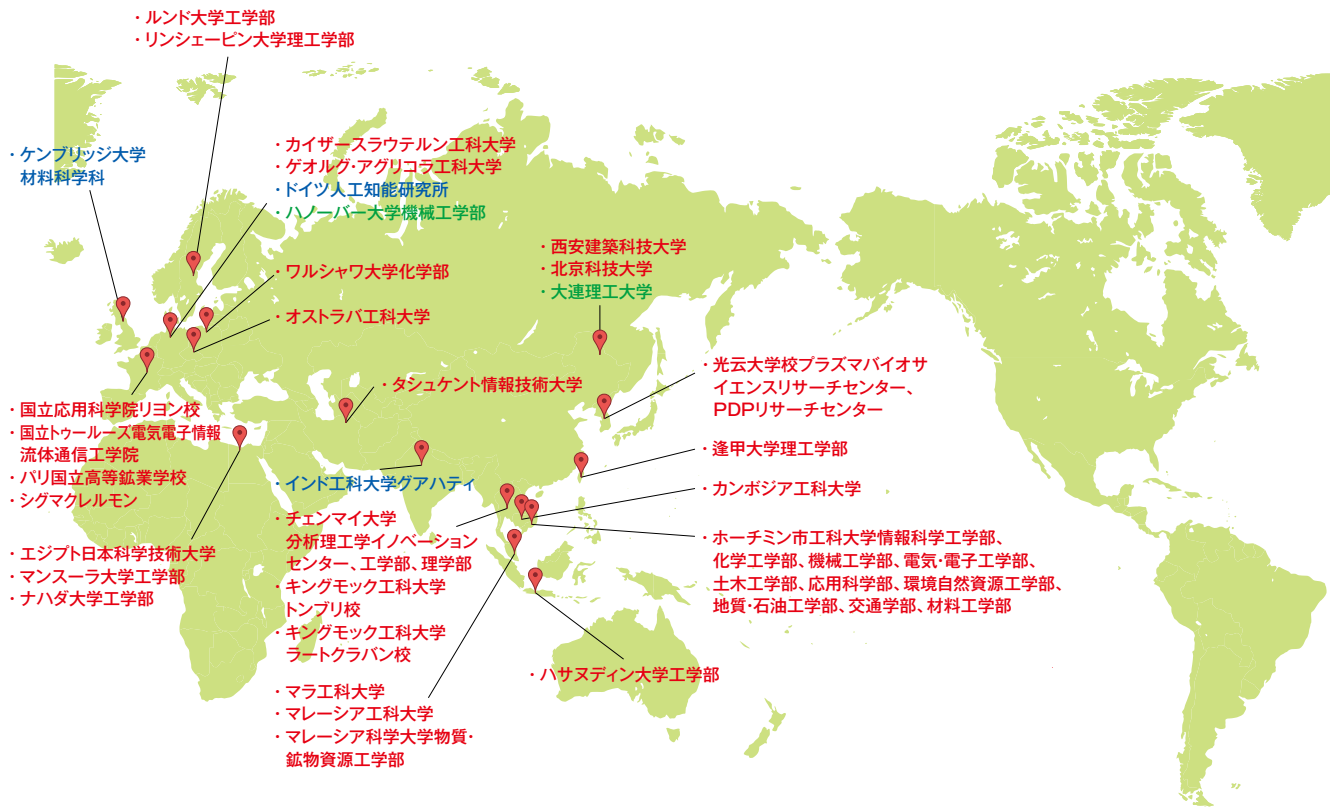 ・ルンド大学工学部
・リンシェーピン大学理工学部
・ケンブリッジ大学
材料科学科
・カイザースラウテルン工科大学
・ゲオルグ・アグリコラ工科大学
・ドイツ人工知能研究所
・ハノーバー大学機械工学部
・ワルシャワ大学化学部
・オストラバ工科大学
・西安建築科技大学
・北京科技大学
・大連理工大学
・タシュケント情報技術大学
・光云大学校プラズマバイオサ
イエンスリサーチセンター、
PDPリサーチセンター
・国立応用科学院リヨン校
・国立トゥールーズ電気電子情報
流体通信工学院
・パリ国立高等鉱業学校
・シグマクレルモン
・逢甲大学理工学部
・インド工科大学グアハティ
・カンボジア工科大学
・チェンマイ大学
分析理工学イノベーション
センター、工学部、理学部
・キングモック工科大学
トンブリ校
・キングモック工科大学
ラートクラバン校
・エジプト日本科学技術大学
・マンスーラ大学工学部
・ナハダ大学工学部
・ホーチミン市工科大学情報科学工学部、
化学工学部、機械工学部、電気・電子工学部、
土木工学部、応用科学部、環境自然資源工学部、
地質・石油工学部、交通学部、材料工学部
・ハサヌディン大学工学部
・マラ工科大学
・マレーシア工科大学
・マレーシア科学大学物質・
鉱物資源工学部